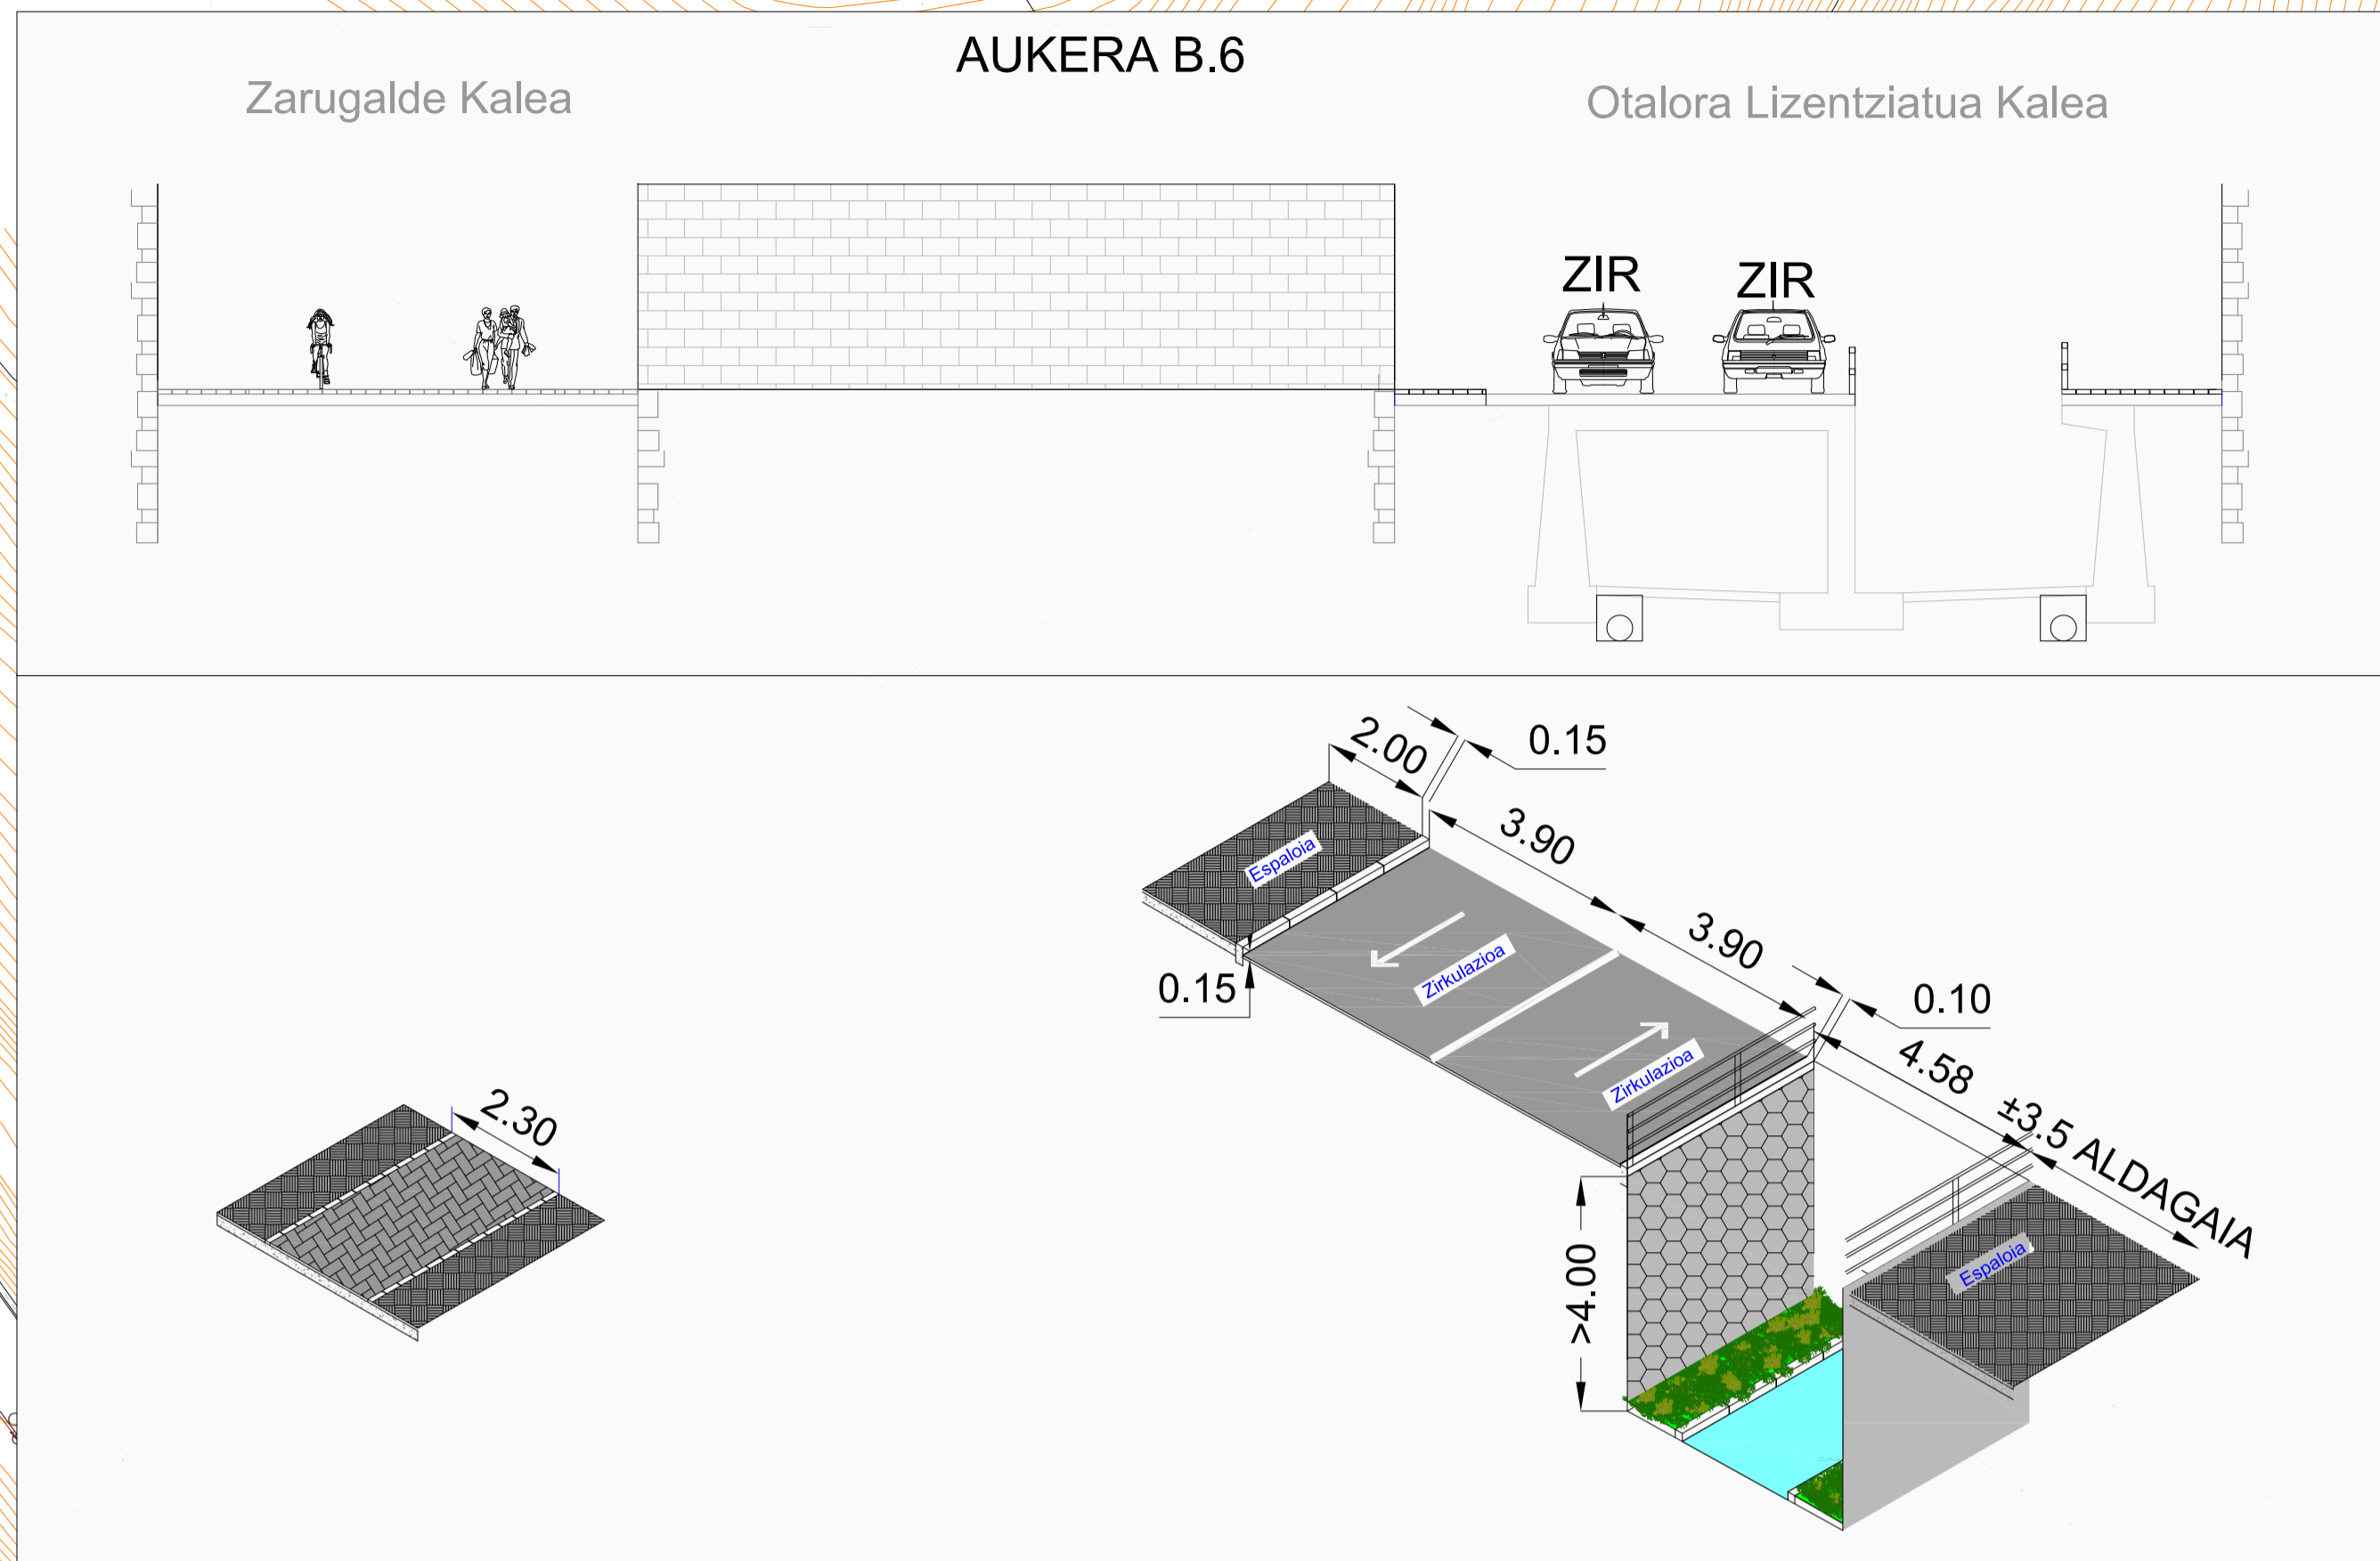 AUKERA B.6
Zarugalde Kalea
Otalora Lizentziatua Kalea
ZIR
ZIR
2.00
0.15
3.90
Espaloia
3.90
Zirkulazioa
0.15
0.10
Zirkulazioa
4.58
±3.5 ALDAGAIA
2.30
>4.00
Espaloia